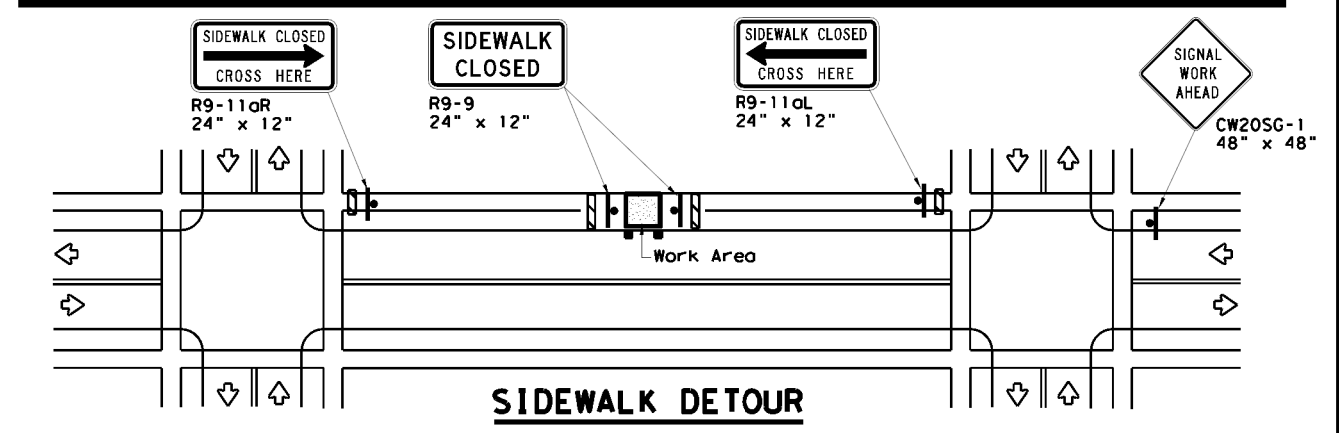 SIDEWALK CLOSED
CROSS HERE
R9-11aR
24" x 12"
SIDEWALK
CLOSED
R9-9
24" x 12"
SIDEWALK CLOSED
CROSS HERE
R9-11aL
24" x 12"
SIGNAL
WORK
AHEAD
CW20SG-1
48" x 48"
Work Area
SIDEWALK DETOUR